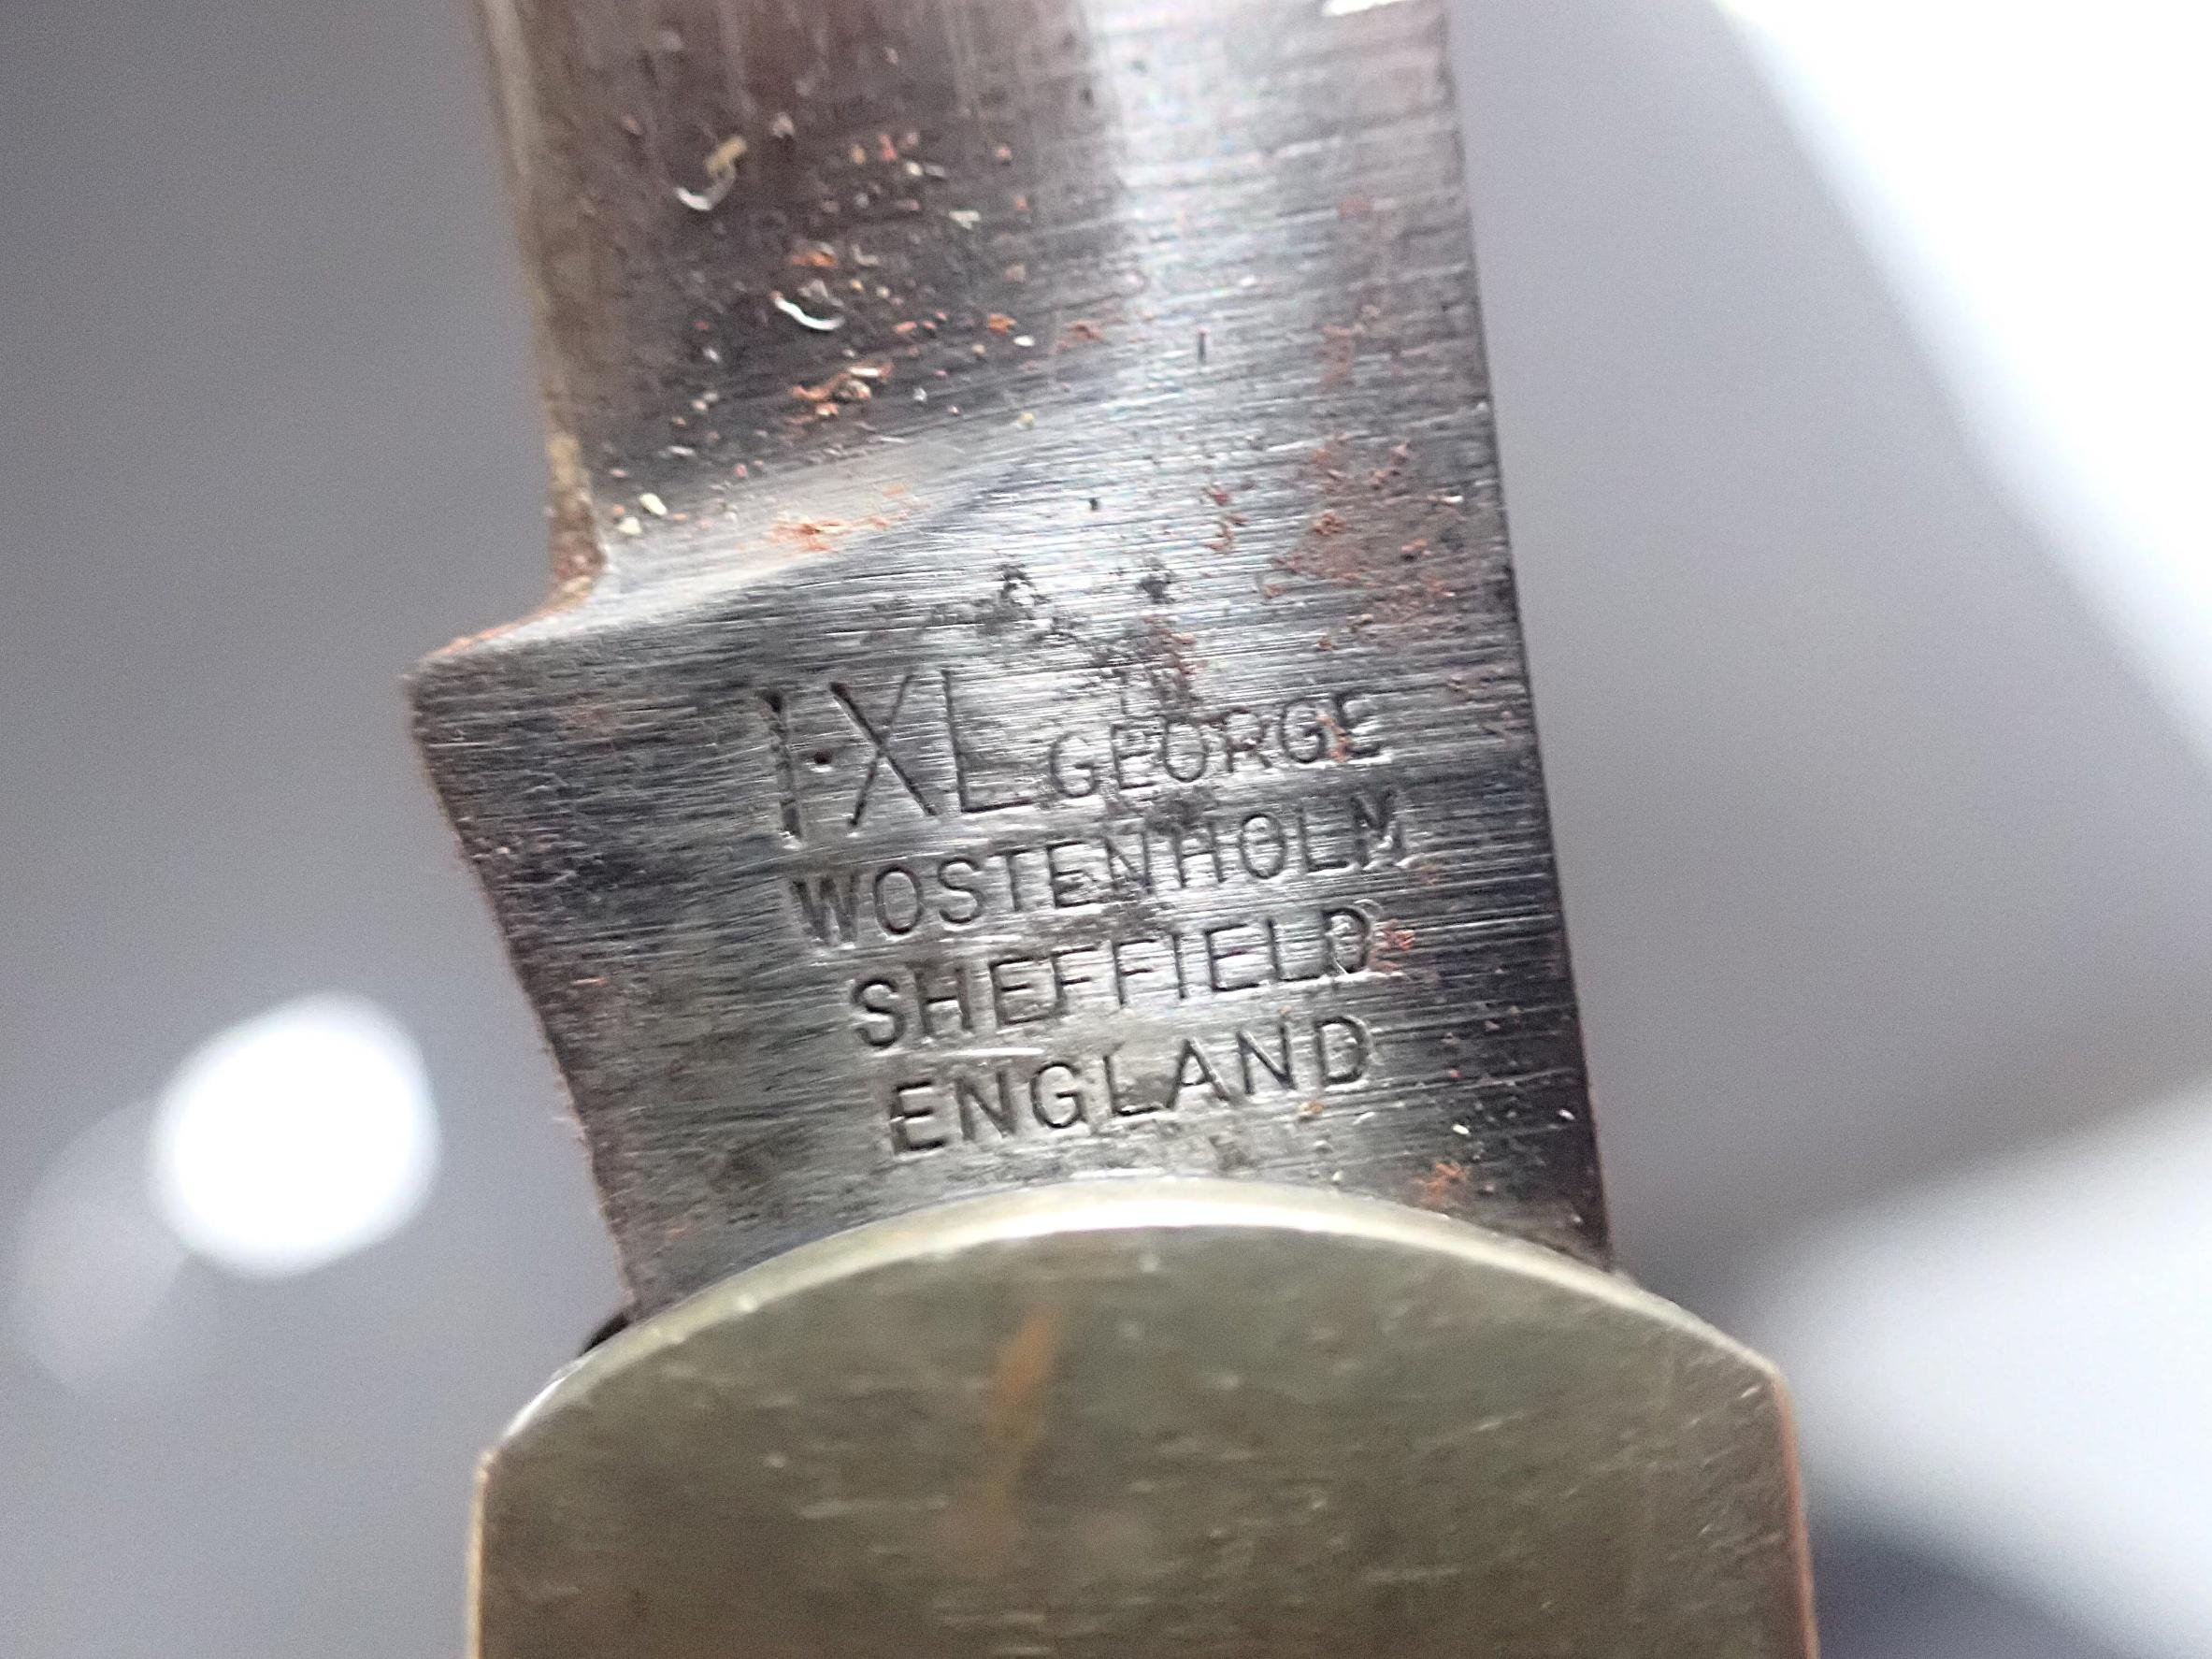 I·XL GEORGE
WOSTENHOLM
SHEFFIELD
ENGLAND